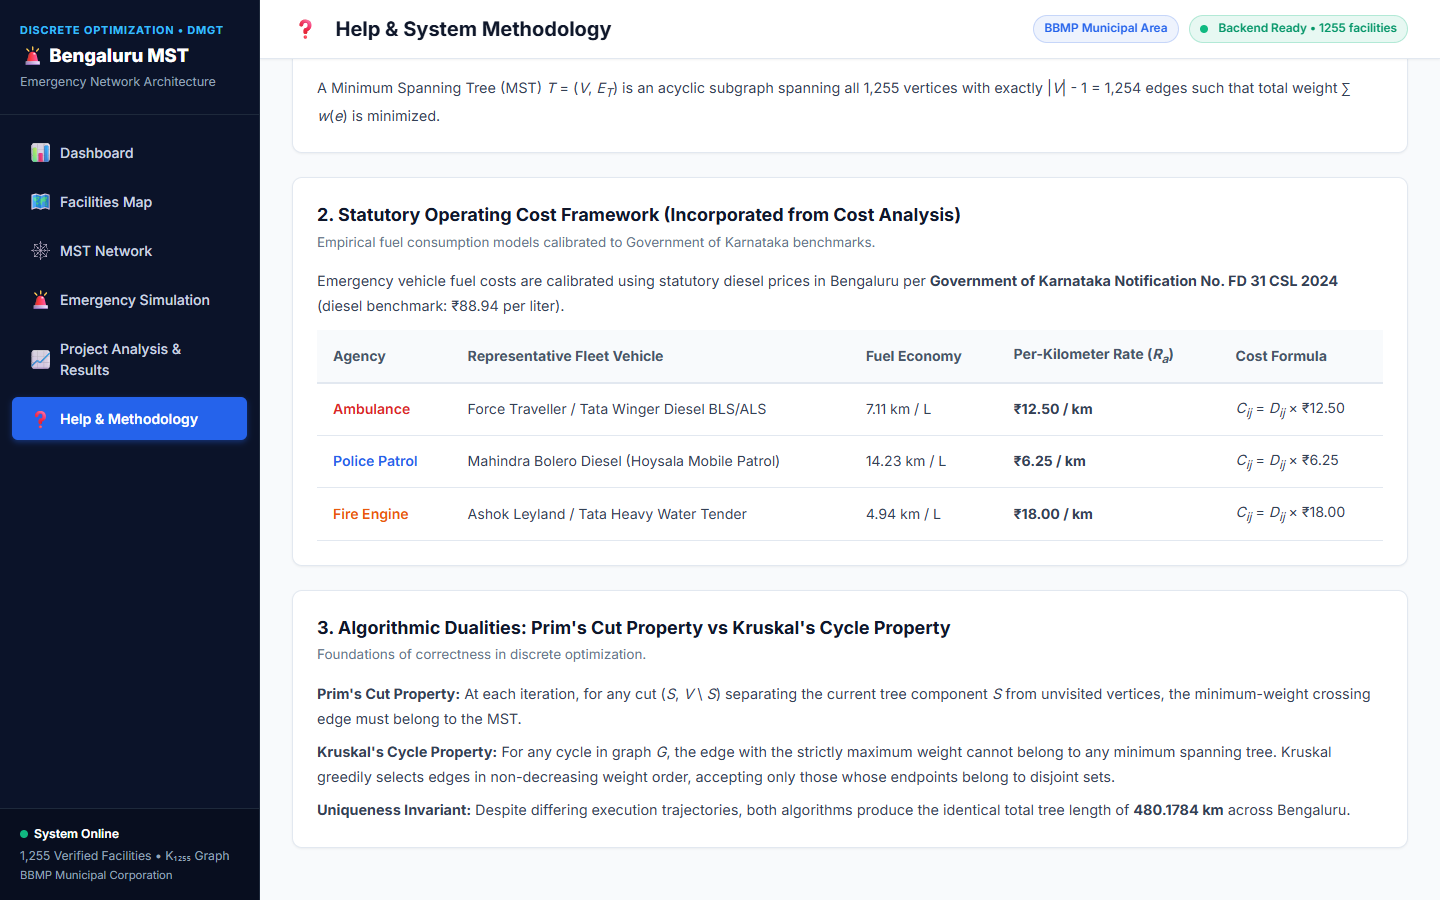 DISCRETE OPTIMIZATION • DMGT
Bengaluru MST
Emergency Network Architecture
Dashboard
Facilities Map
MST Network
Emergency Simulation
Project Analysis &
Results
Help & Methodology
System Online
1,255 Verified Facilities • K₁₂₅₅ Graph
BBMP Municipal Corporation
Help & System Methodology
BBMP Municipal Area
Backend Ready • 1255 facilities
A Minimum Spanning Tree (MST) T = (V, E_T) is an acyclic subgraph spanning all 1,255 vertices with exactly |V| - 1 = 1,254 edges such that total weight ∑
w(e) is minimized.
2. Statutory Operating Cost Framework (Incorporated from Cost Analysis)
Empirical fuel consumption models calibrated to Government of Karnataka benchmarks.
Emergency vehicle fuel costs are calibrated using statutory diesel prices in Bengaluru per Government of Karnataka Notification No. FD 31 CSL 2024
(diesel benchmark: ₹88.94 per liter).
Agency Representative Fleet Vehicle Fuel Economy Per-Kilometer Rate (R_a) Cost Formula
Ambulance Force Traveller / Tata Winger Diesel BLS/ALS 7.11 km / L ₹12.50 / km C_ij = D_ij × ₹12.50
Police Patrol Mahindra Bolero Diesel (Hoysala Mobile Patrol) 14.23 km / L ₹6.25 / km C_ij = D_ij × ₹6.25
Fire Engine Ashok Leyland / Tata Heavy Water Tender 4.94 km / L ₹18.00 / km C_ij = D_ij × ₹18.00
3. Algorithmic Dualities: Prim's Cut Property vs Kruskal's Cycle Property
Foundations of correctness in discrete optimization.
Prim's Cut Property: At each iteration, for any cut (S, V \ S) separating the current tree component S from unvisited vertices, the minimum-weight crossing
edge must belong to the MST.
Kruskal's Cycle Property: For any cycle in graph G, the edge with the strictly maximum weight cannot belong to any minimum spanning tree. Kruskal
greedily selects edges in non-decreasing weight order, accepting only those whose endpoints belong to disjoint sets.
Uniqueness Invariant: Despite differing execution trajectories, both algorithms produce the identical total tree length of 480.1784 km across Bengaluru.